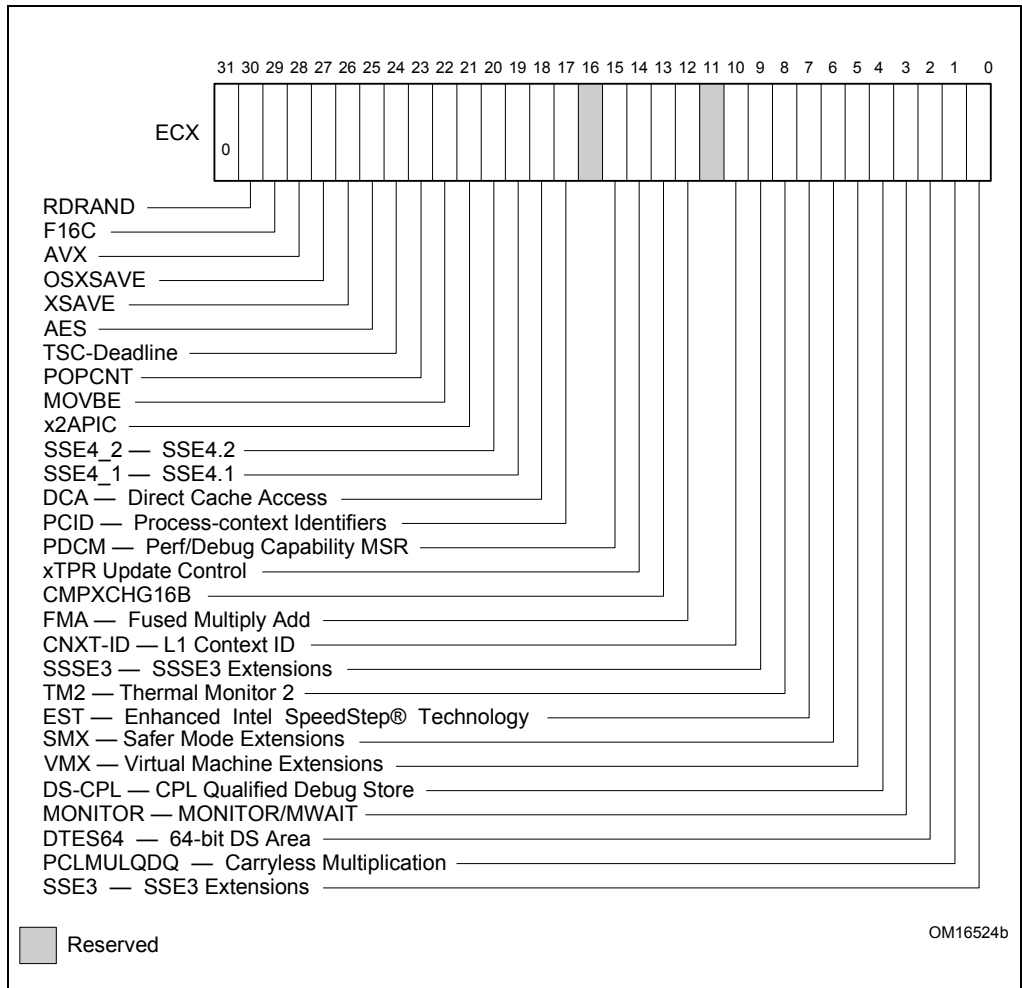 31 30 29 28 27 26 25 24 23 22 21 20 19 18 17 16 15 14 13 12 11 10 9 8 7 6 5 4 3 2 1 0
ECX
0
RDRAND
F16C
AVX
OSXSAVE
XSAVE
AES
TSC-Deadline
POPCNT
MOVBE
x2APIC
SSE4_2 — SSE4.2
SSE4_1 — SSE4.1
DCA — Direct Cache Access
PCID — Process-context Identifiers
PDCM — Perf/Debug Capability MSR
xTPR Update Control
CMPXCHG16B
FMA — Fused Multiply Add
CNXT-ID — L1 Context ID
SSSE3 — SSSE3 Extensions
TM2 — Thermal Monitor 2
EST — Enhanced Intel SpeedStep® Technology
SMX — Safer Mode Extensions
VMX — Virtual Machine Extensions
DS-CPL — CPL Qualified Debug Store
MONITOR — MONITOR/MWAIT
DTES64 — 64-bit DS Area
PCLMULQDQ — Carryless Multiplication
SSE3 — SSE3 Extensions
OM16524b
Reserved